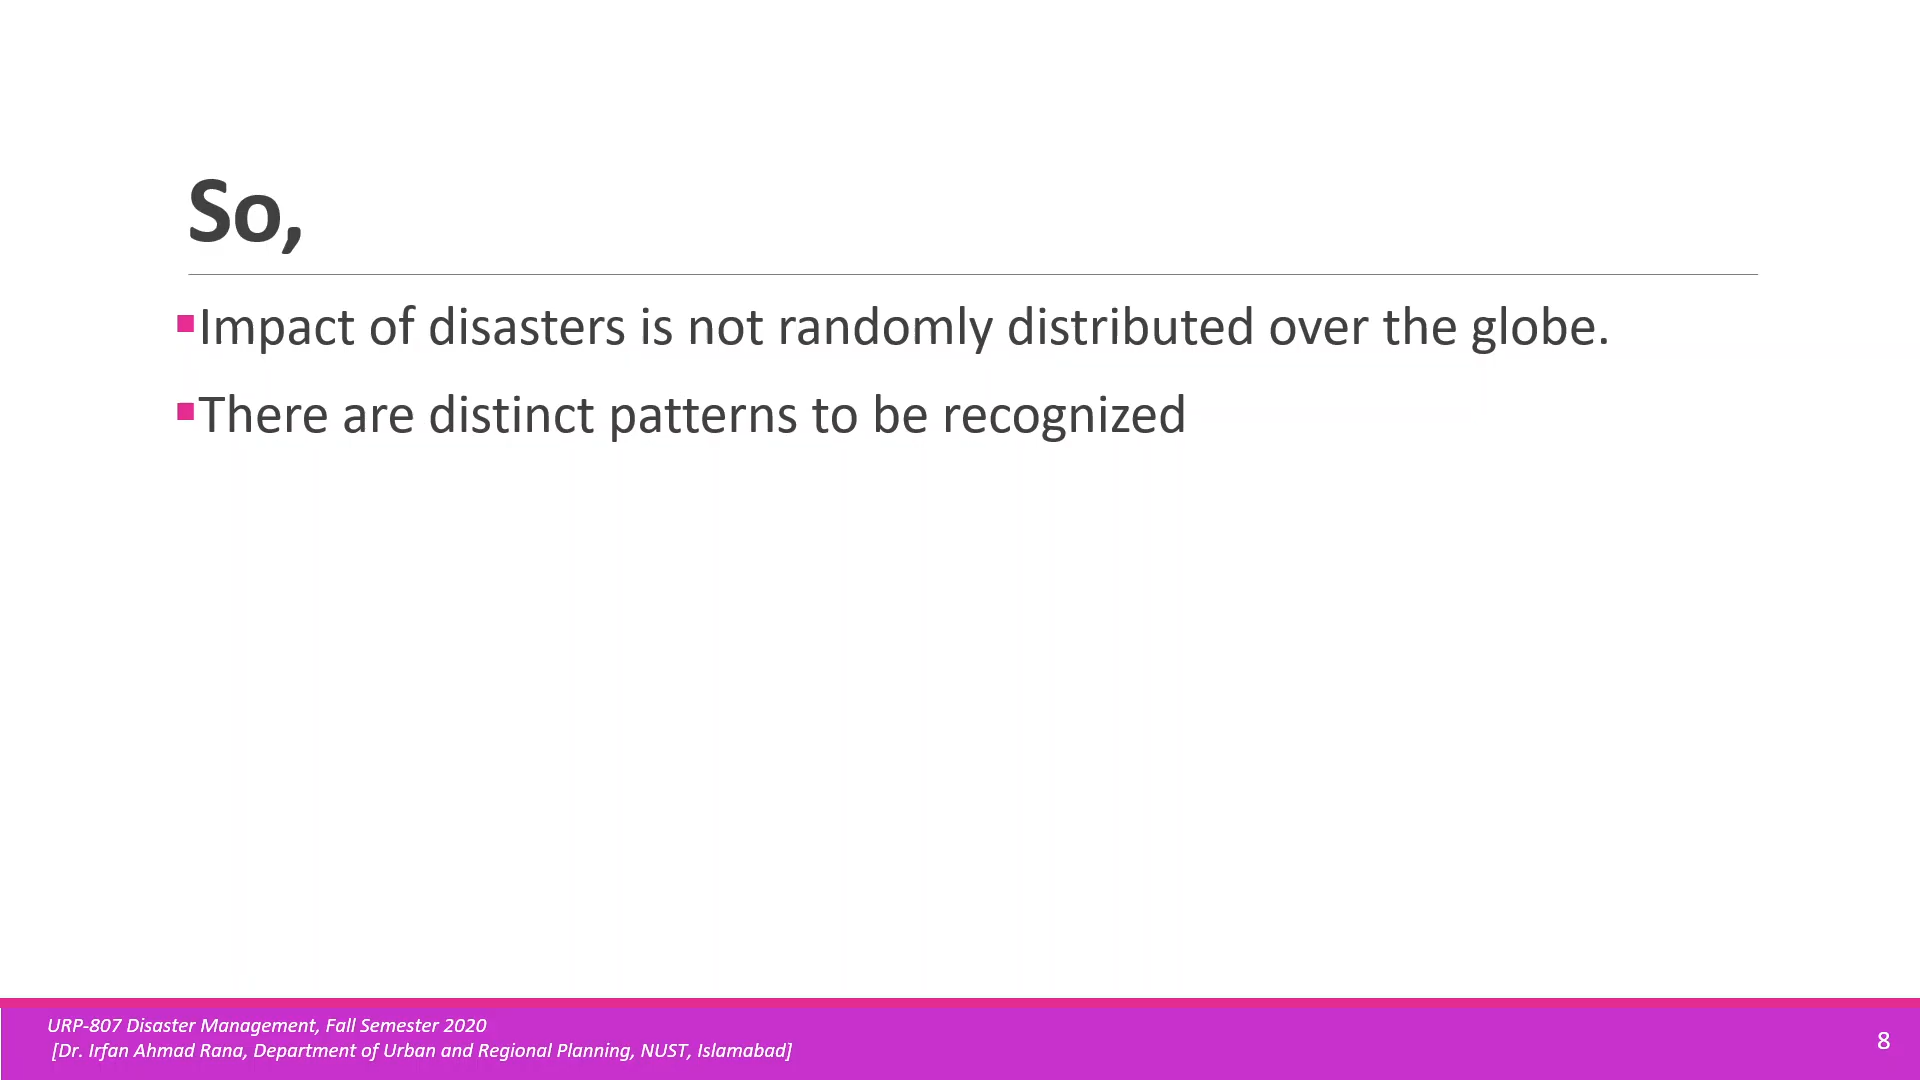 So,
▪Impact of disasters is not randomly distributed over the globe.
▪There are distinct patterns to be recognized
URP-807 Disaster Management, Fall Semester 2020
[Dr. Irfan Ahmad Rana, Department of Urban and Regional Planning, NUST, Islamabad]
8